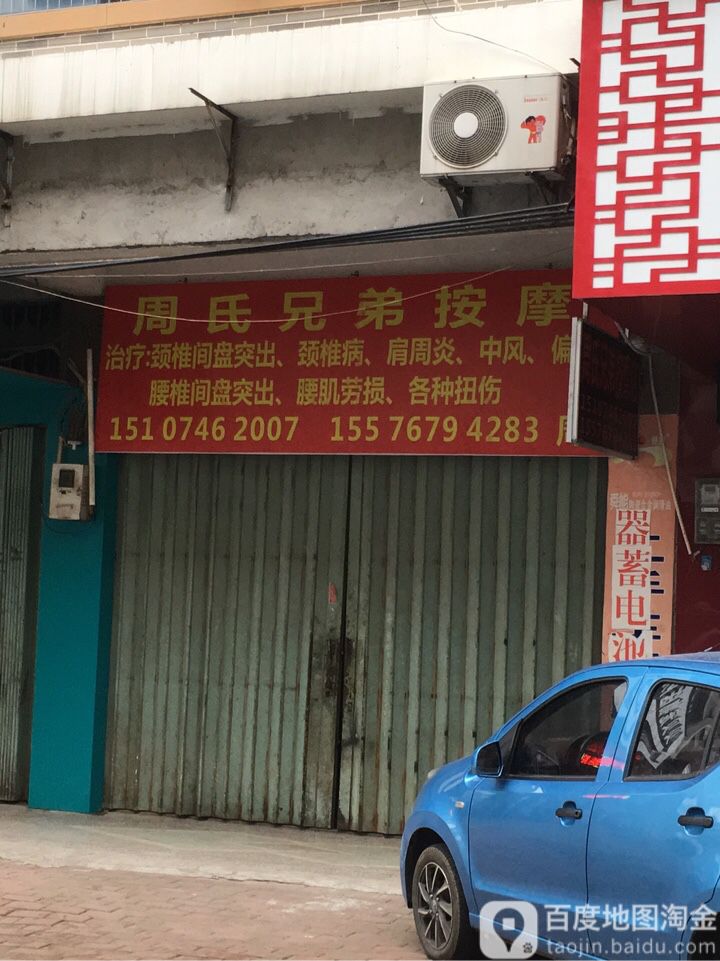 周氏兄弟按摩
治疗:颈椎间盘突出、颈椎病、肩周炎、中风、偏
腰椎间盘突出、腰肌劳损、各种扭伤
151 0746 2007 155 7679 4283
Haier
器蓄电池
百度地图淘金
taojin.baidu.com